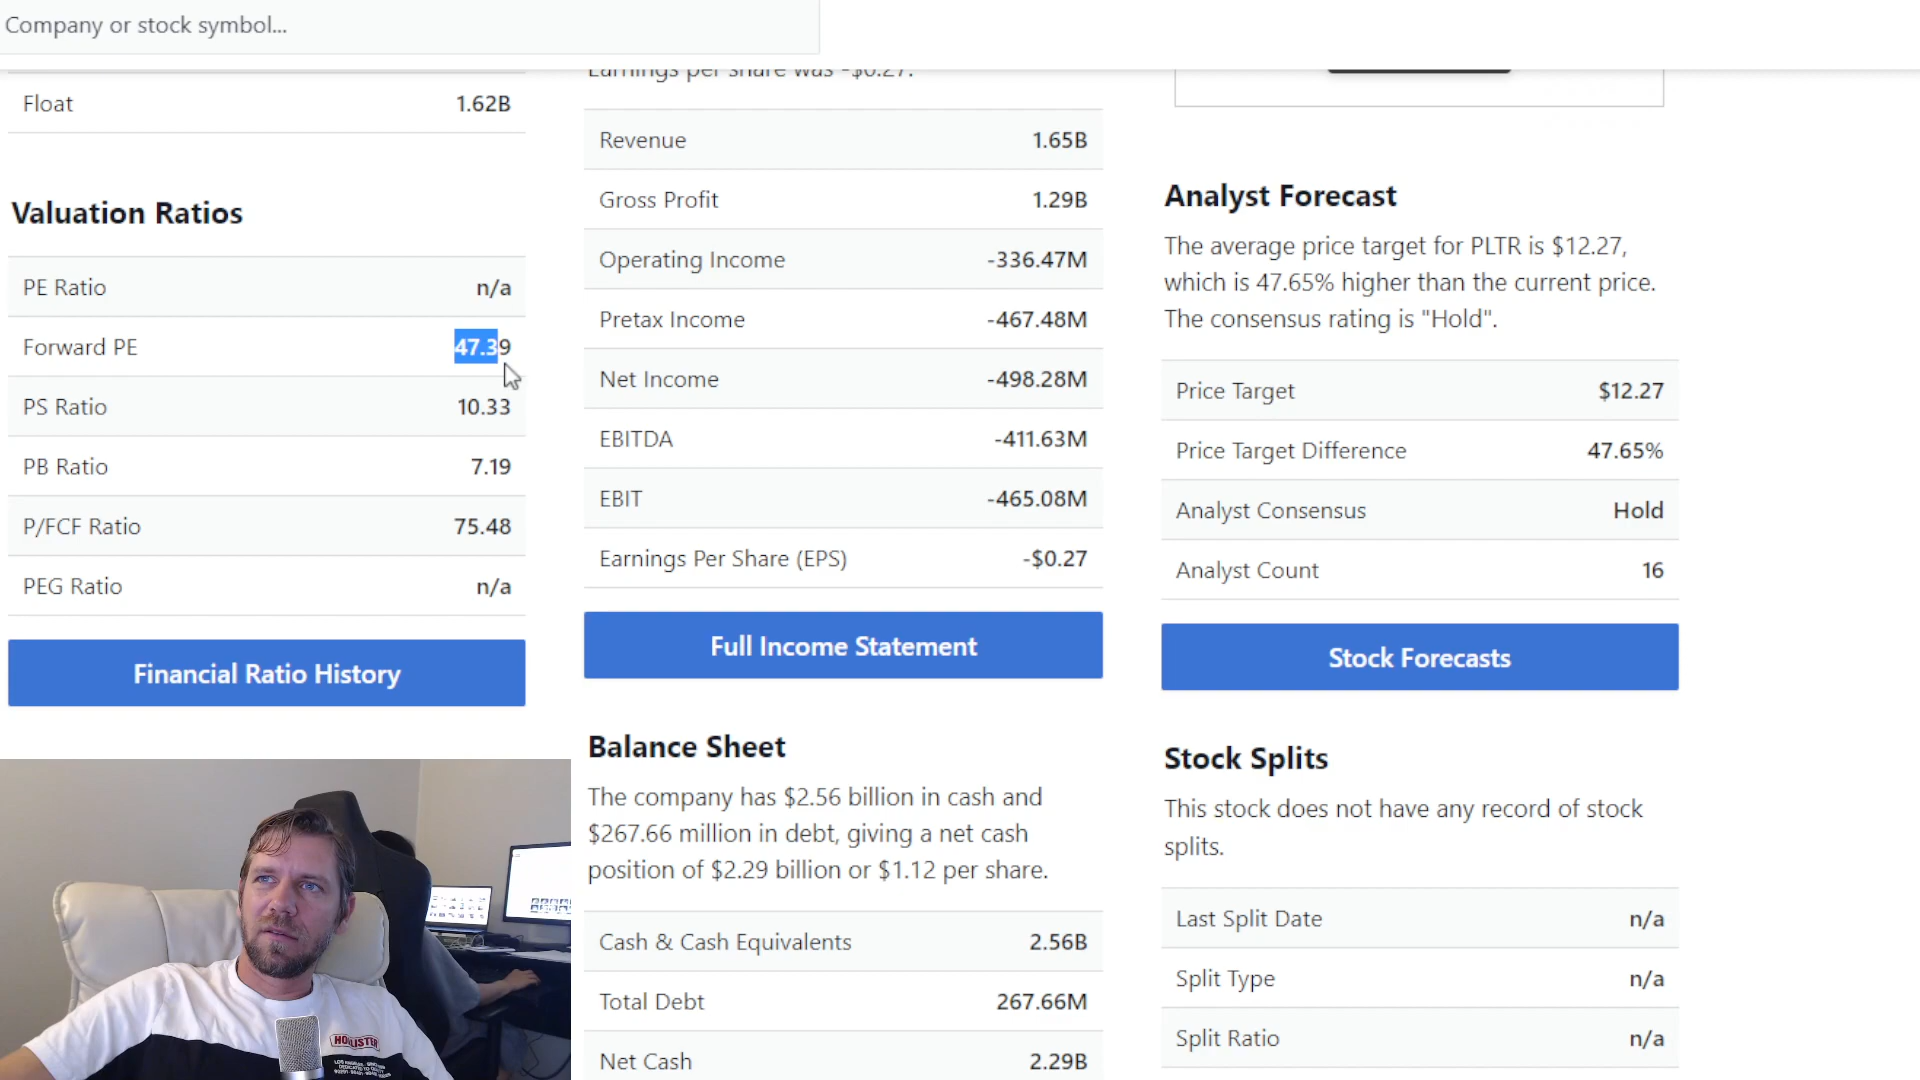 Company or stock symbol...
Float 1.62B
Valuation Ratios
PE Ratio n/a
Forward PE 47.39
PS Ratio 10.33
PB Ratio 7.19
P/FCF Ratio 75.48
PEG Ratio n/a
Financial Ratio History
Earnings per share was -$0.27.
Revenue 1.65B
Gross Profit 1.29B
Operating Income -336.47M
Pretax Income -467.48M
Net Income -498.28M
EBITDA -411.63M
EBIT -465.08M
Earnings Per Share (EPS) -$0.27
Full Income Statement
Balance Sheet
The company has $2.56 billion in cash and
$267.66 million in debt, giving a net cash
position of $2.29 billion or $1.12 per share.
Cash & Cash Equivalents 2.56B
Total Debt 267.66M
Net Cash 2.29B
Analyst Forecast
The average price target for PLTR is $12.27,
which is 47.65% higher than the current price.
The consensus rating is "Hold".
Price Target $12.27
Price Target Difference 47.65%
Analyst Consensus Hold
Analyst Count 16
Stock Forecasts
Stock Splits
This stock does not have any record of stock
splits.
Last Split Date n/a
Split Type n/a
Split Ratio n/a
HOLLISTER